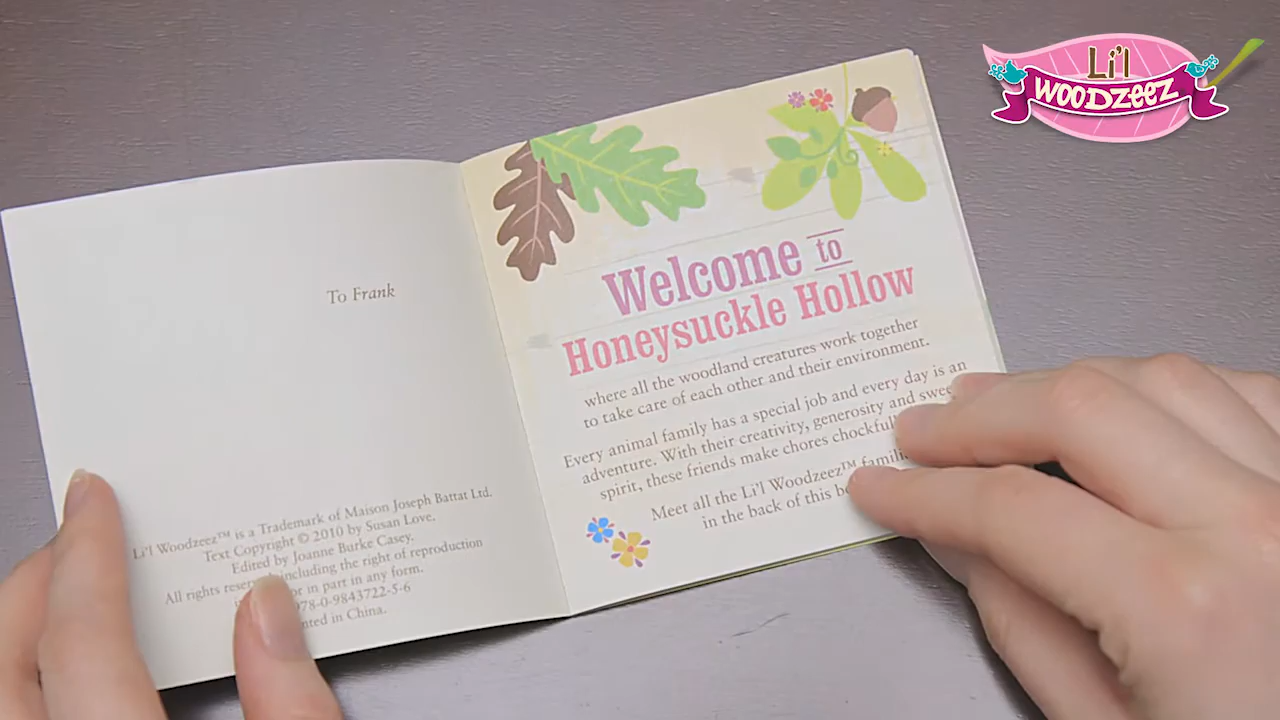 Li'l
WOODZEEZ
To Frank
Li'l Woodzeez™ is a Trademark of Maison Joseph Battat Ltd.
Text Copyright © 2010 by Susan Love.
Edited by Joanne Burke Casey.
All rights including the right of reproduction
or in part in any form.
978-0-9843722-5-6
in China.
Welcome to
Honeysuckle Hollow
where all the woodland creatures work together
to take care of each other and their environment.
Every animal family has a special job and every day is an
adventure. With their creativity, generosity and
spirit, these friends make chores
Meet all the Li'l Woodzeez™
in the back of this